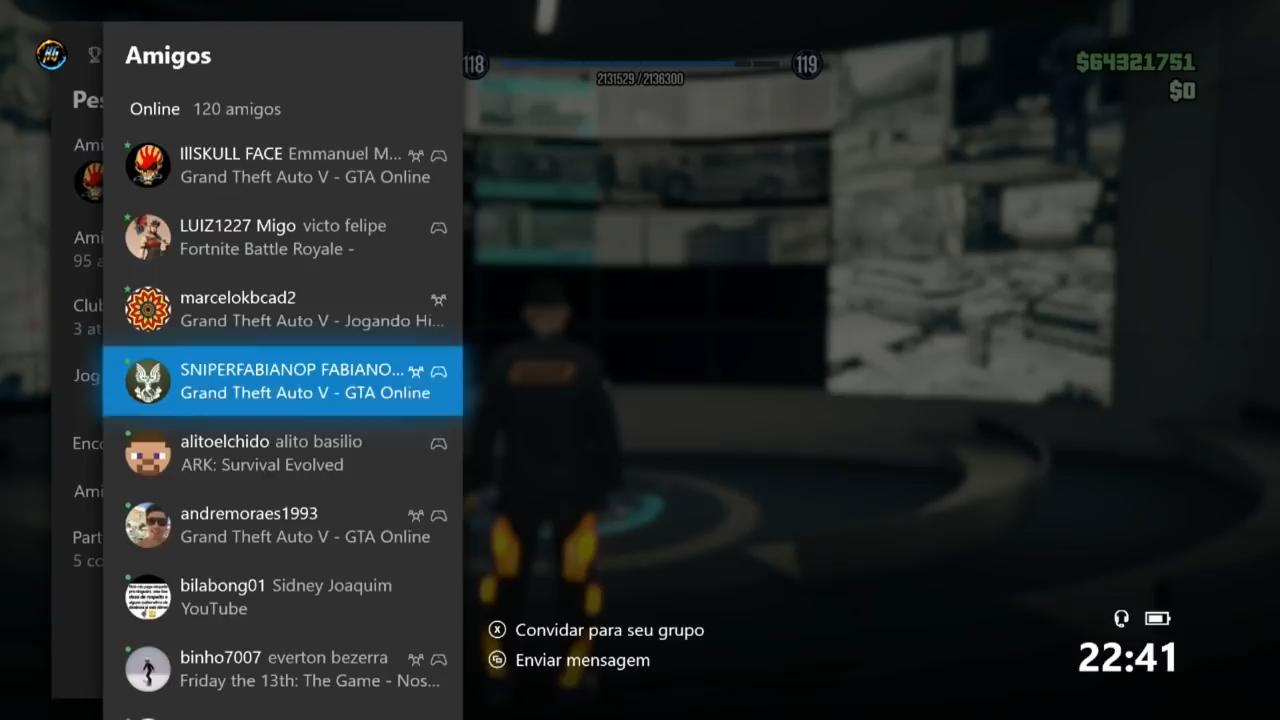 Amigos
Online 120 amigos
IllSKULL FACE Emmanuel M...
Grand Theft Auto V - GTA Online
LUIZ1227 Migo victo felipe
Fortnite Battle Royale -
marcelokbcad2
Grand Theft Auto V - Jogando Hi...
SNIPERFABIANOP FABIANO...
Grand Theft Auto V - GTA Online
alitoelchido alito basilio
ARK: Survival Evolved
andremoraes1993
Grand Theft Auto V - GTA Online
bilabong01 Sidney Joaquim
YouTube
binho7007 everton bezerra
Friday the 13th: The Game - Nos...
Pes
Ami
Ami
95 a
Club
3 at
Jog
Enco
Ami
Part
5 co
118
2131529 / 2136300
119
$64321751
$0
Convidar para seu grupo
Enviar mensagem
22:41